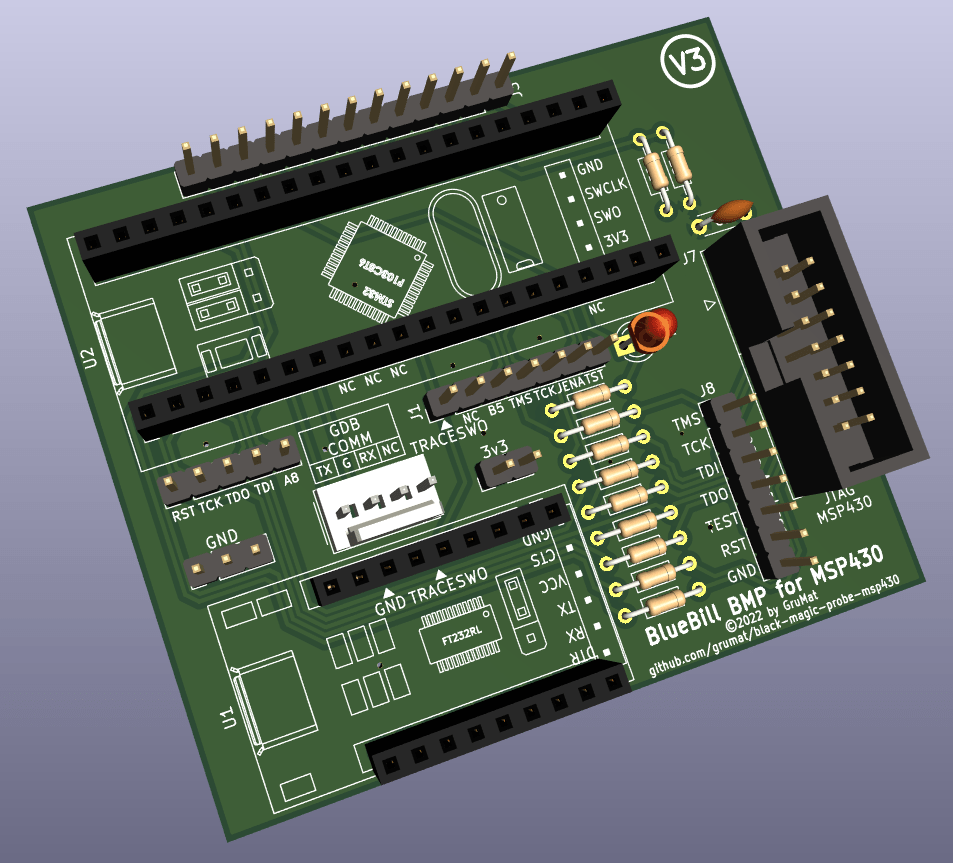 V3
GND
SWCLK
SWO
3V3
J7
F103C8T6
STM32
NC
U2
NC NC NC
J1
NC B5 TMS TCK JENA TST
TRACESWO
GDB
COMM
TX G RX NC
3v3
J8
TMS
TCK
TDI
TDO
TEST
RST
GND
RST TCK TDO TDI A8
GND
JTAG
MSP430
GND TRACESWO
GND
CTS
VCC
TX
RX
DTR
FT232RL
U1
BlueBill BMP for MSP430
©2022 by GruMat
github.com/grumat/black-magic-probe-msp430